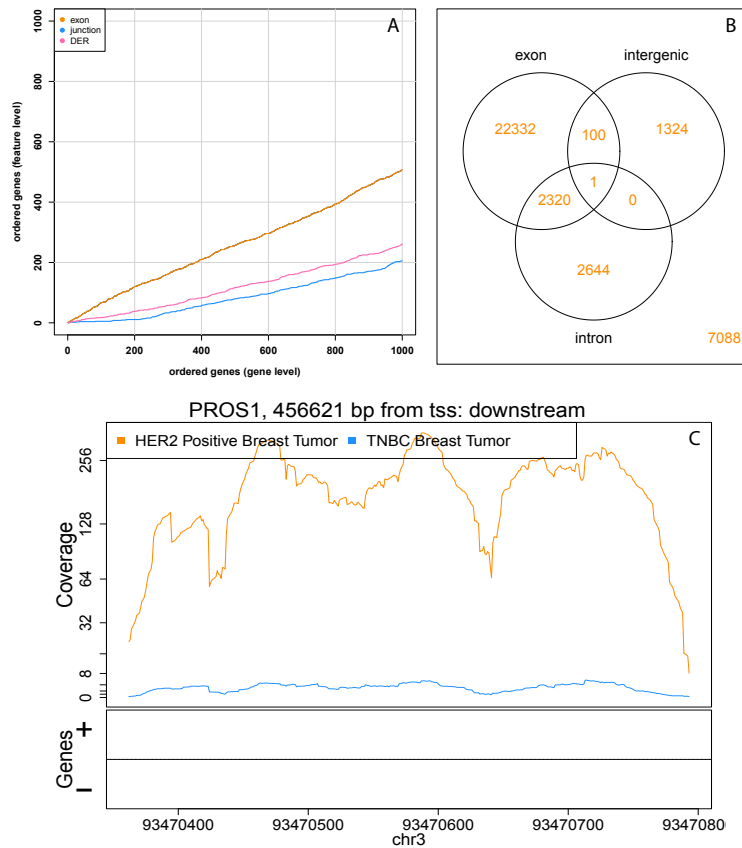 A
exon
junction
DER
1000
800
600
400
200
0
ordered genes (feature level)
0 200 400 600 800 1000
ordered genes (gene level)
B
exon intergenic
22332 100 1324
1
2320 0
2644
intron
7088
PROS1, 456621 bp from tss: downstream
HER2 Positive Breast Tumor TNBC Breast Tumor
C
256
128
64
32
8
0
Coverage
Genes
+
−
93470400 93470500 93470600 93470700 9347080
chr3